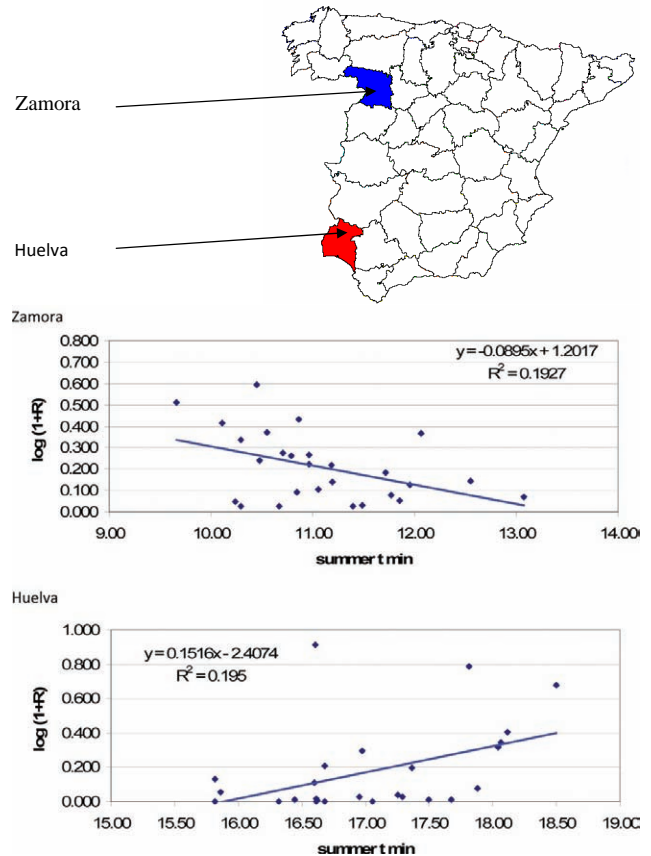 Zamora
Huelva
Zamora
y = -0.0895x + 1.2017
R² = 0.1927
log (1+R)
0.800
0.700
0.600
0.500
0.400
0.300
0.200
0.100
0.000
9.00 10.00 11.00 12.00 13.00 14.00
summer t min
Huelva
y = 0.1516x - 2.4074
R² = 0.195
log (1+R)
1.000
0.800
0.600
0.400
0.200
0.000
15.00 15.50 16.00 16.50 17.00 17.50 18.00 18.50 19.00
summer t min